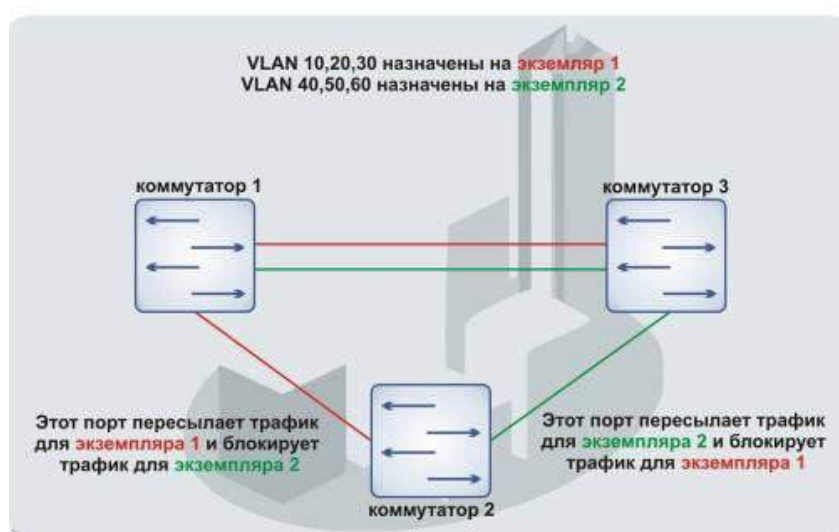 VLAN 10,20,30 назначены на экземляр 1
VLAN 40,50,60 назначены на экземпляр 2
коммутатор 1
коммутатор 3
Этот порт пересылает трафик
для экземпляра 1 и блокирует
трафик для экземпляра 2
Этот порт пересылает трафик
для экземпляра 2 и блокирует
трафик для экземпляра 1
коммутатор 2